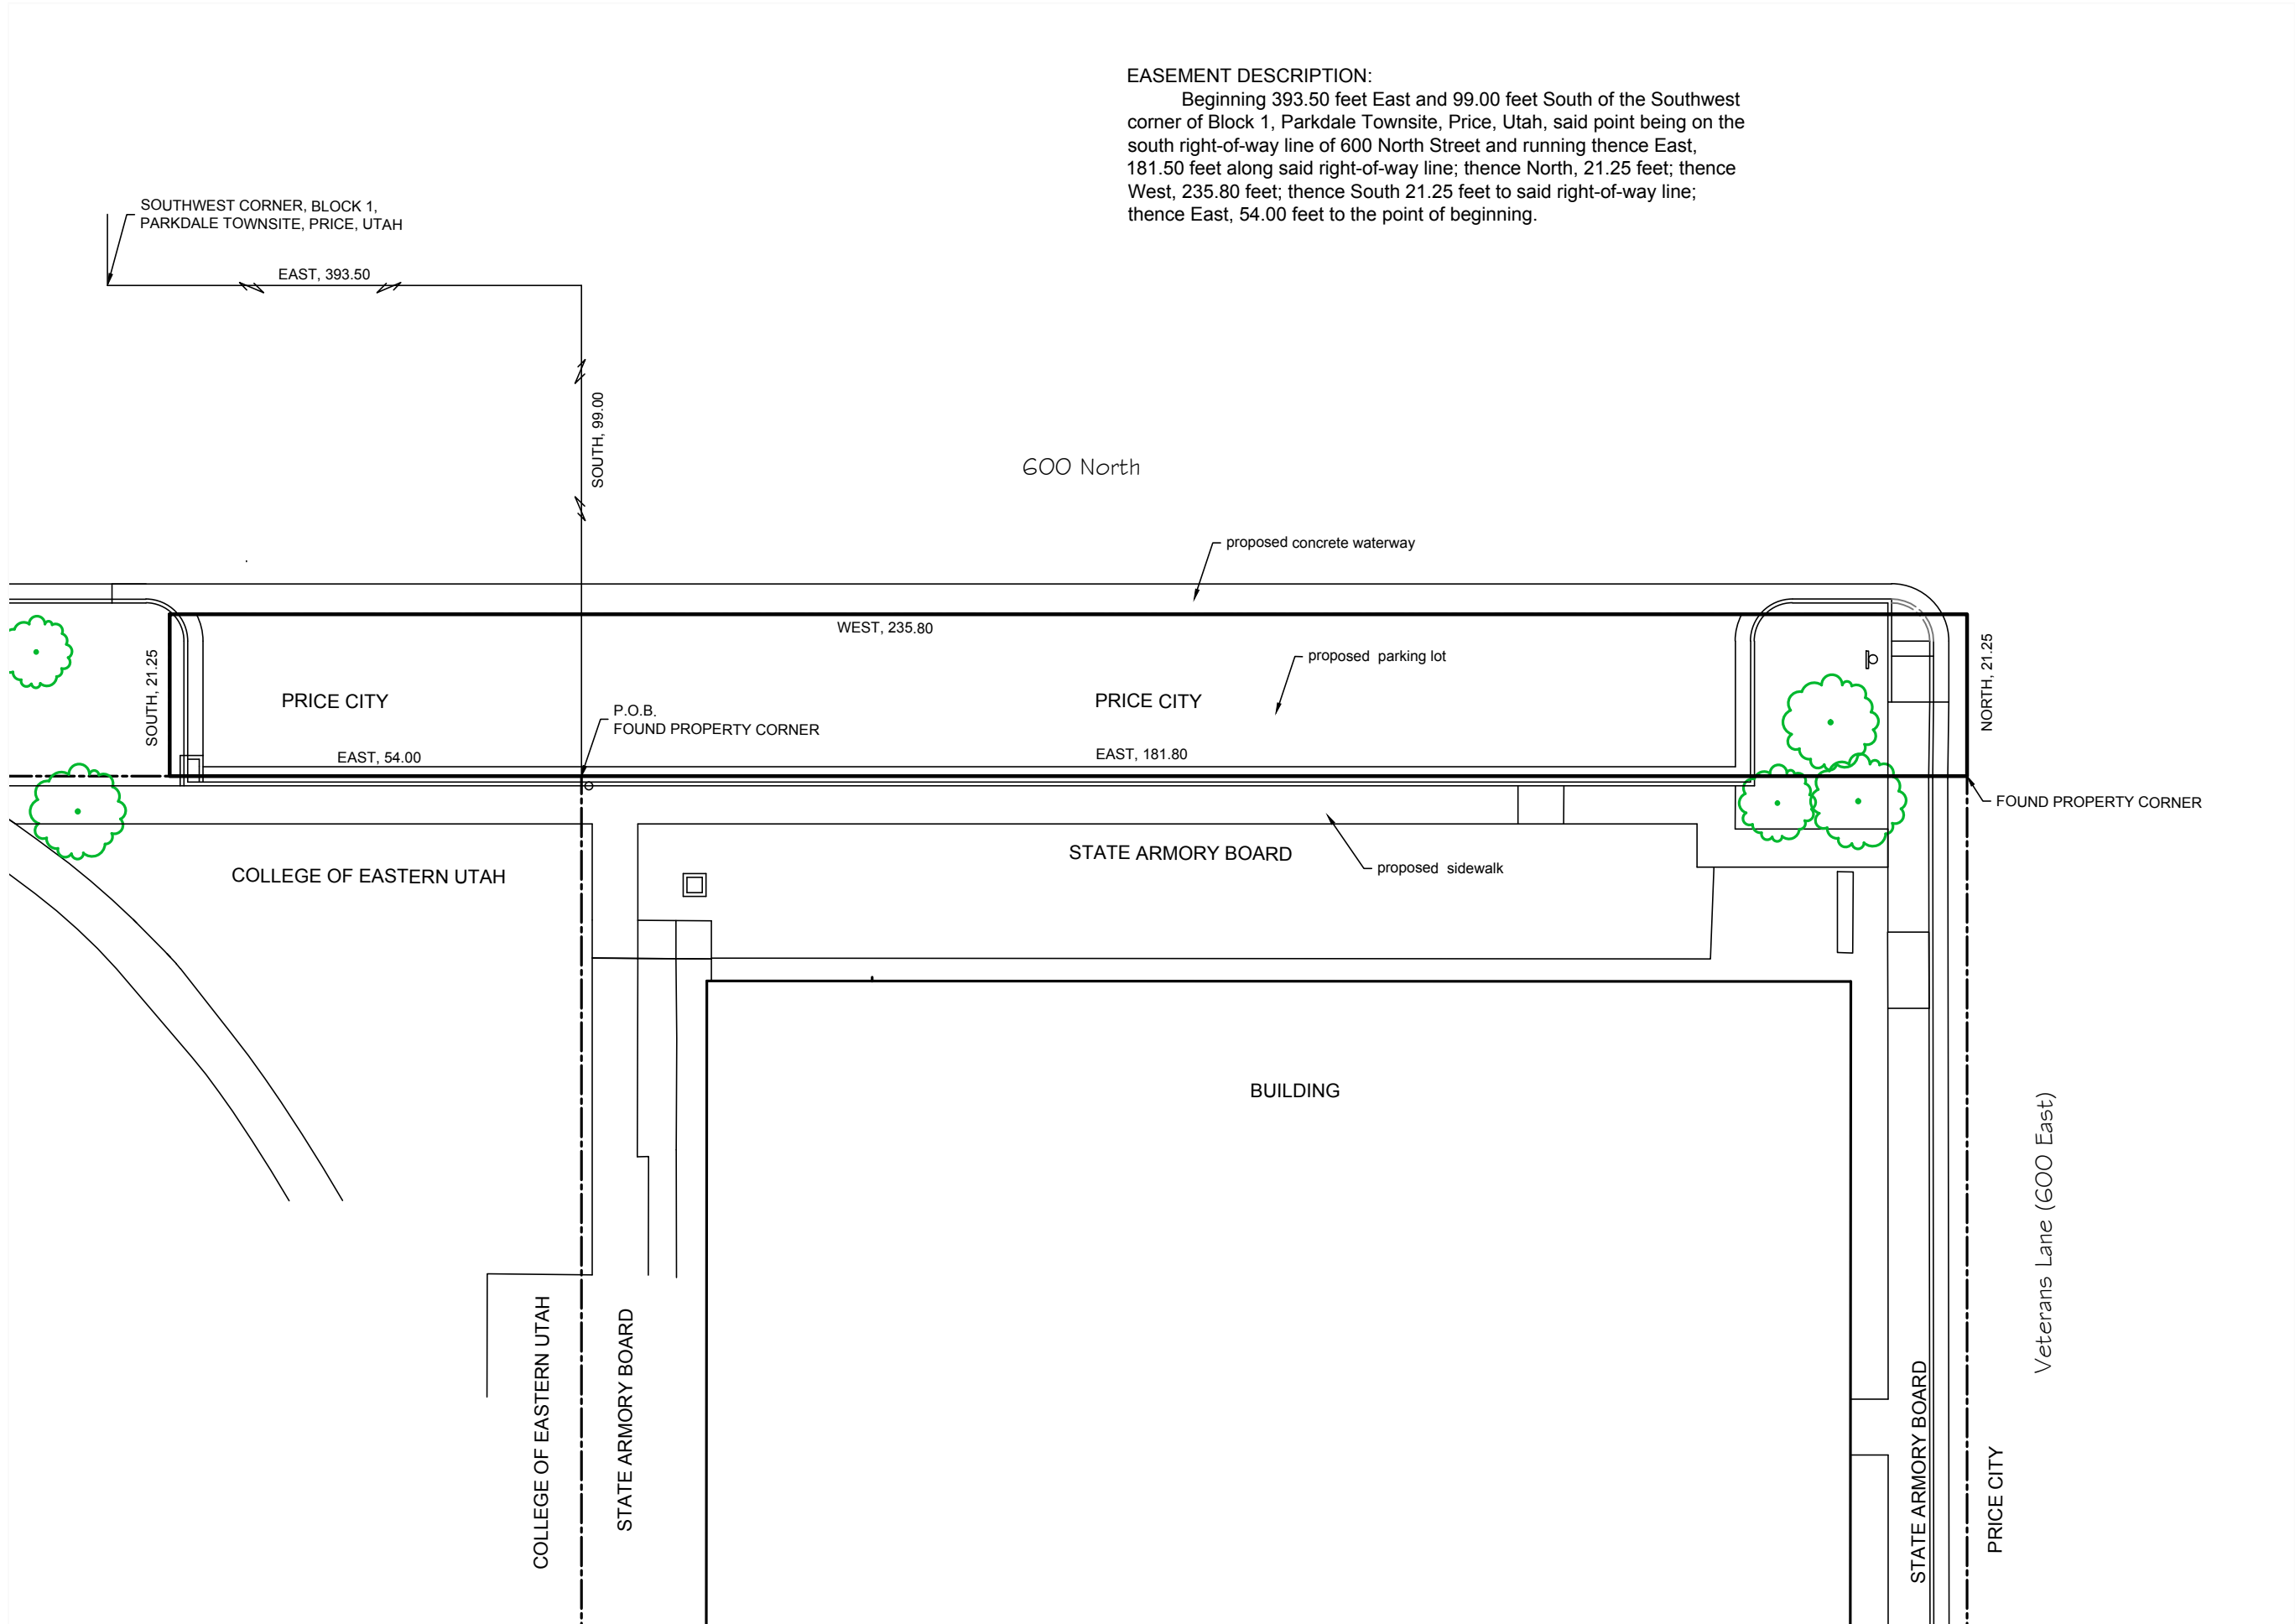 EASEMENT DESCRIPTION:
Beginning 393.50 feet East and 99.00 feet South of the Southwest
corner of Block 1, Parkdale Townsite, Price, Utah, said point being on the
south right-of-way line of 600 North Street and running thence East,
181.50 feet along said right-of-way line; thence North, 21.25 feet; thence
West, 235.80 feet; thence South 21.25 feet to said right-of-way line;
thence East, 54.00 feet to the point of beginning.
SOUTHWEST CORNER, BLOCK 1,
PARKDALE TOWNSITE, PRICE, UTAH
EAST, 393.50
SOUTH, 99.00
600 North
proposed concrete waterway
WEST, 235.80
proposed parking lot
SOUTH, 21.25
NORTH, 21.25
PRICE CITY
PRICE CITY
P.O.B.
FOUND PROPERTY CORNER
EAST, 54.00
EAST, 181.80
FOUND PROPERTY CORNER
STATE ARMORY BOARD
proposed sidewalk
COLLEGE OF EASTERN UTAH
BUILDING
Veterans Lane (600 East)
COLLEGE OF EASTERN UTAH
STATE ARMORY BOARD
STATE ARMORY BOARD
PRICE CITY